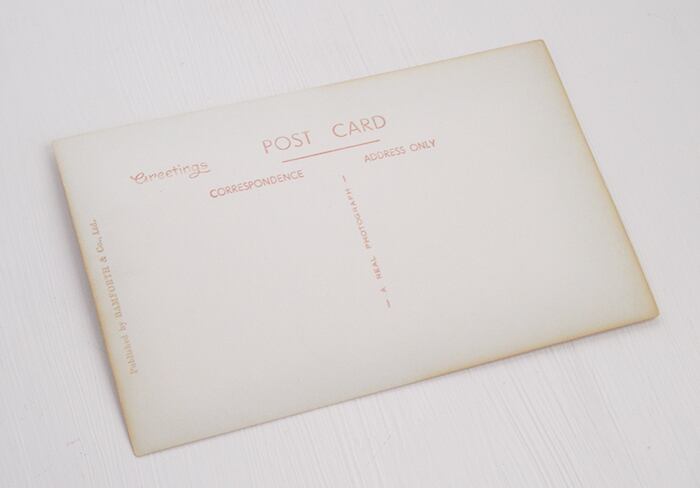 POST CARD
Greetings
CORRESPONDENCE
ADDRESS ONLY
— A REAL PHOTOGRAPH —
Published by BAMFORTH & Co., Ltd.